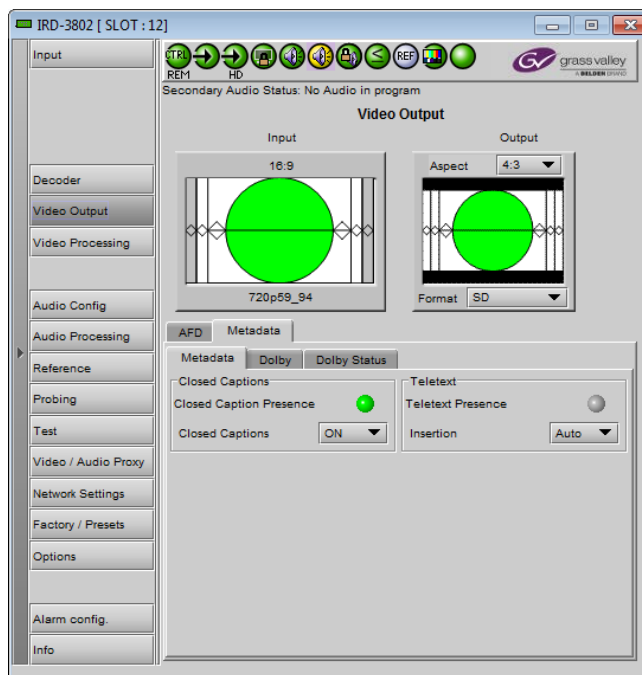 IRD-3802 [ SLOT : 12]
Input
Decoder
Video Output
Video Processing
Audio Config
Audio Processing
Reference
Probing
Test
Video / Audio Proxy
Network Settings
Factory / Presets
Options
Alarm config.
Info
CTRL
REM
HD
REF
GV
grass valley
A BELDEN BRAND
Secondary Audio Status: No Audio in program
Video Output
Input
Output
16:9
720p59_94
Aspect 4:3
Format SD
AFD Metadata
Metadata Dolby Dolby Status
Closed Captions
Closed Caption Presence
Closed Captions ON
Teletext
Teletext Presence
Insertion Auto